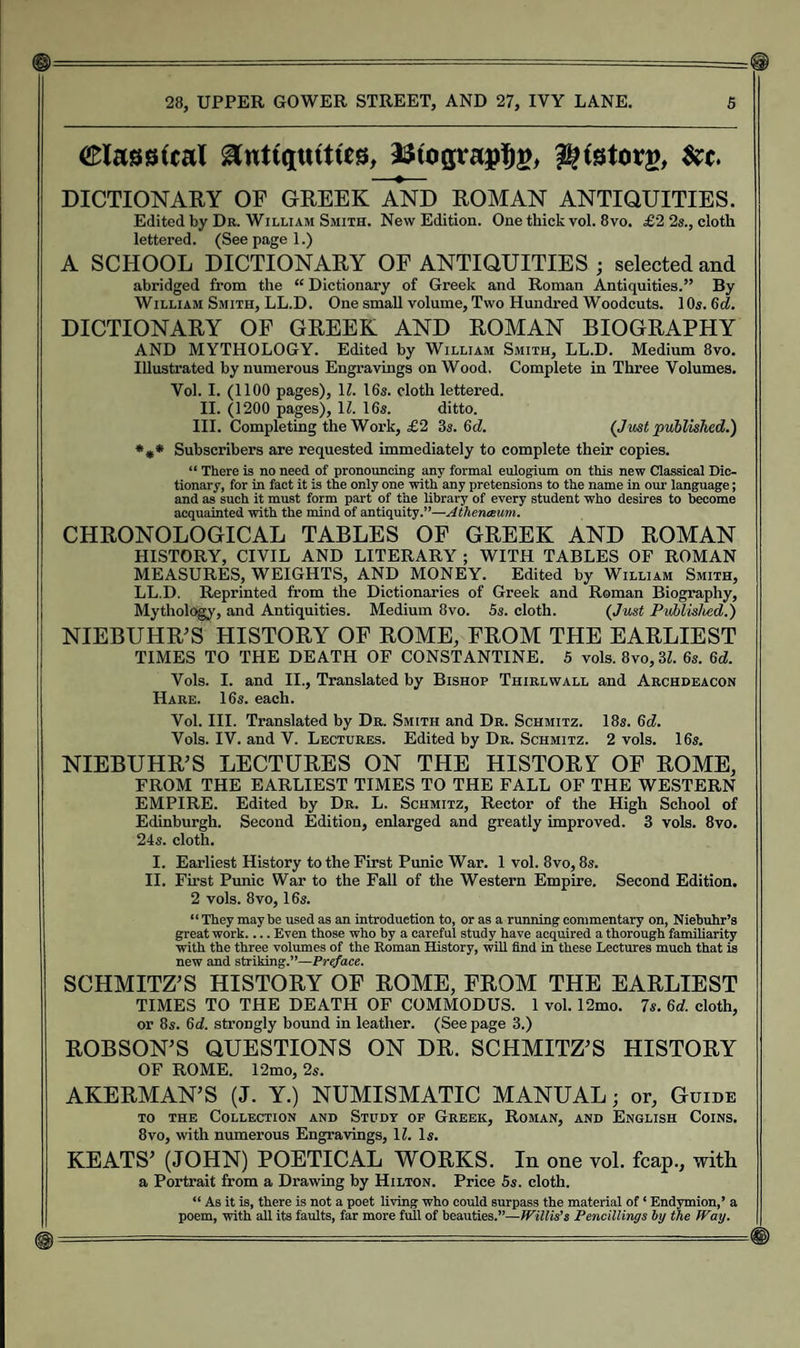 28, UPPER GOWER STREET, AND 27, IVY LANE. 5
Classical Antiquities, Biography, History, &c.
DICTIONARY OF GREEK AND ROMAN ANTIQUITIES.
Edited by Dr. William Smith. New Edition. One thick vol. 8vo. £2 2s., cloth
lettered. (See page 1.)
A SCHOOL DICTIONARY OF ANTIQUITIES; selected and
abridged from the “Dictionary of Greek and Roman Antiquities.” By
William Smith, LL.D. One small volume, Two Hundred Woodcuts. 10s. 6d.
DICTIONARY OF GREEK AND ROMAN BIOGRAPHY
AND MYTHOLOGY. Edited by William Smith, LL.D. Medium 8vo.
Illustrated by numerous Engravings on Wood. Complete in Three Volumes.
Vol. I. (1100 pages), 1l. 16s. cloth lettered.
II. (1200 pages), 1l. 16s. ditto.
III. Completing the Work, £2 3s. 6d. (Just published.)
*** Subscribers are requested immediately to complete their copies.
“There is no need of pronouncing any formal eulogium on this new Classical Dic-
tionary, for in fact it is the only one with any pretensions to the name in our language;
and as such it must form part of the library of every student who desires to become
acquainted with the mind of antiquity.”—Athenæum.
CHRONOLOGICAL TABLES OF GREEK AND ROMAN
HISTORY, CIVIL AND LITERARY; WITH TABLES OF ROMAN
MEASURES, WEIGHTS, AND MONEY. Edited by William Smith,
LL.D. Reprinted from the Dictionaries of Greek and Roman Biography,
Mythology, and Antiquities. Medium 8vo. 5s. cloth. (Just Published.)
NIEBUHR'S HISTORY OF ROME, FROM THE EARLIEST
TIMES TO THE DEATH OF CONSTANTINE. 5 vols. 8vo, 3l. 6s. 6d.
Vols. I. and II., Translated by Bishop Thirlwall and Archdeacon
Hare. 16s. each.
Vol. III. Translated by Dr. Smith and Dr. Schmitz. 18s. 6d.
Vols. IV. and V. Lectures. Edited by Dr. Schmitz. 2 vols. 16s.
NIEBUHR'S LECTURES ON THE HISTORY OF ROME,
FROM THE EARLIEST TIMES TO THE FALL OF THE WESTERN
EMPIRE. Edited by Dr. L. Schmitz, Rector of the High School of
Edinburgh. Second Edition, enlarged and greatly improved. 3 vols. 8vo.
24s. cloth.
I. Earliest History to the First Punic War. 1 vol. 8vo, 8s.
II. First Punic War to the Fall of the Western Empire. Second Edition.
2 vols. 8vo, 16s.
“They may be used as an introduction to, or as a running commentary on, Niebuhr's
great work.... Even those who by a careful study have acquired a thorough familiarity
with the three volumes of the Roman History, will find in these Lectures much that is
new and striking.”—Preface.
SCHMITZ'S HISTORY OF ROME, FROM THE EARLIEST
TIMES TO THE DEATH OF COMMODUS. 1 vol. 12mo. 7s. 6d. cloth,
or 8s. 6d. strongly bound in leather. (See page 3.)
ROBSON'S QUESTIONS ON DR. SCHMITZ'S HISTORY
OF ROME. 12mo, 2s.
AKERMAN'S (J. Y.) NUMISMATIC MANUAL; or, Guide
to the Collection and Study of Greek, Roman, and English Coins.
8vo, with numerous Engravings, 1l. 1s.
KEATS' (JOHN) POETICAL WORKS. In one vol. fcap., with
a Portrait from a Drawing by Hilton. Price 5s. cloth.
“As it is, there is not a poet living who could surpass the material of ‘Endymion,’ a
poem, with all its faults, far more full of beauties.”—Willis's Pencillings by the Way.